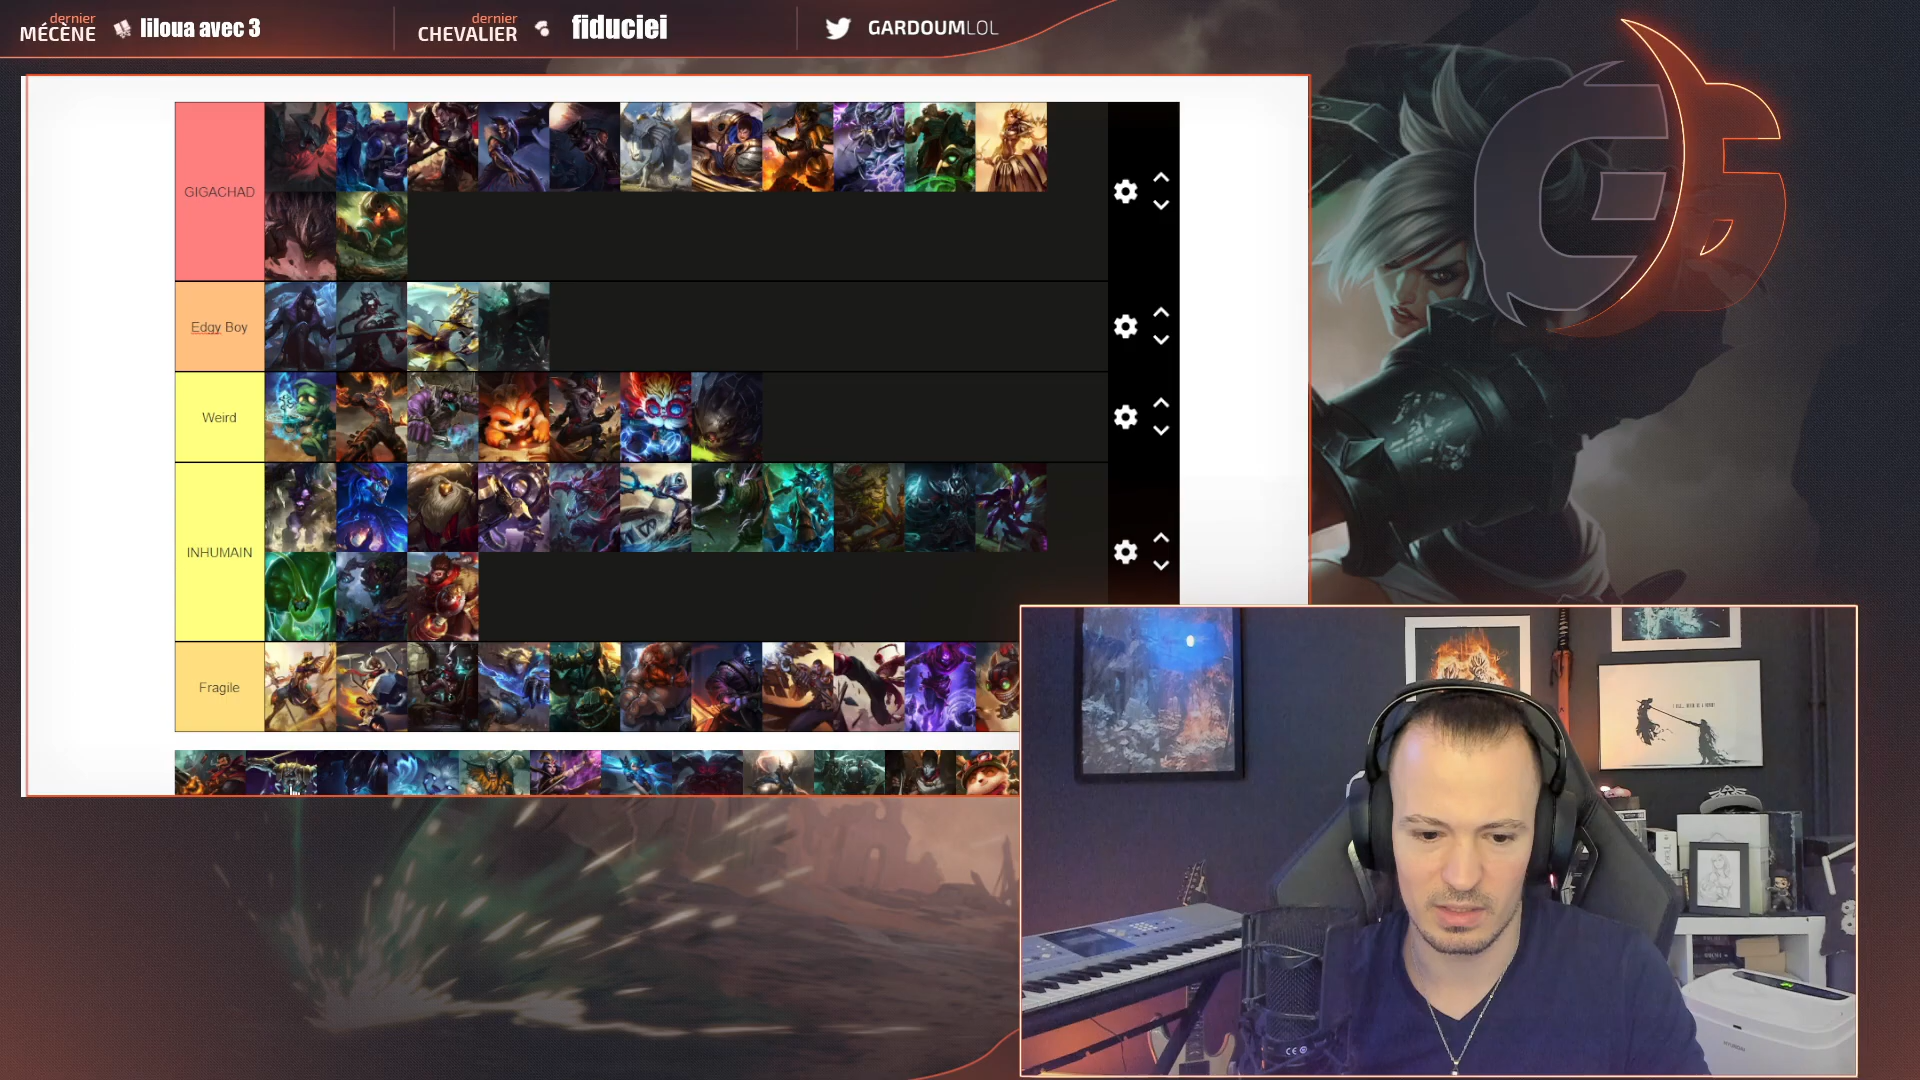 dernier
MÉCÈNE
liloua avec 3
dernier
CHEVALIER
fiduciei
GARDOUMLOL
GIGACHAD
Edgy Boy
Weird
INHUMAIN
Fragile